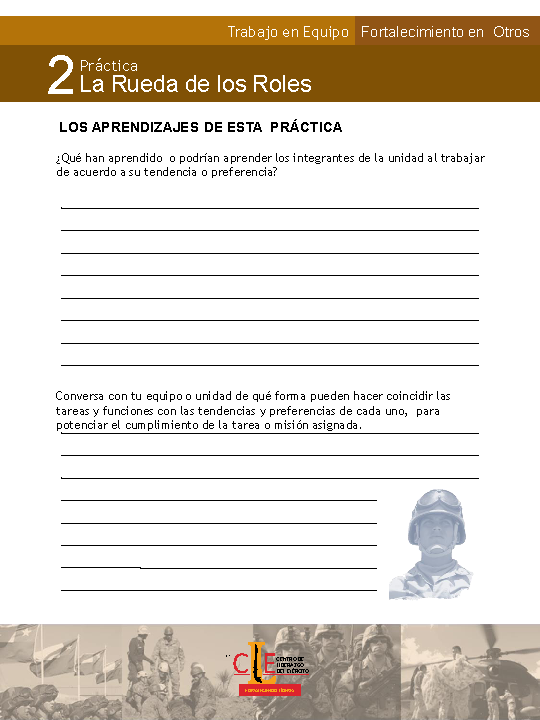 Trabajo en Equipo Fortalecimiento en Otros
2 Práctica
La Rueda de los Roles
LOS APRENDIZAJES DE ESTA PRÁCTICA
¿Qué han aprendido o podrían aprender los integrantes de la unidad al trabajar
de acuerdo a su tendencia o preferencia?
Conversa con tu equipo o unidad de qué forma pueden hacer coincidir las
tareas y funciones con las tendencias y preferencias de cada uno, para
potenciar el cumplimiento de la tarea o misión asignada.
CLE
CENTRO DE
LIDERAZGO
DEL EJÉRCITO